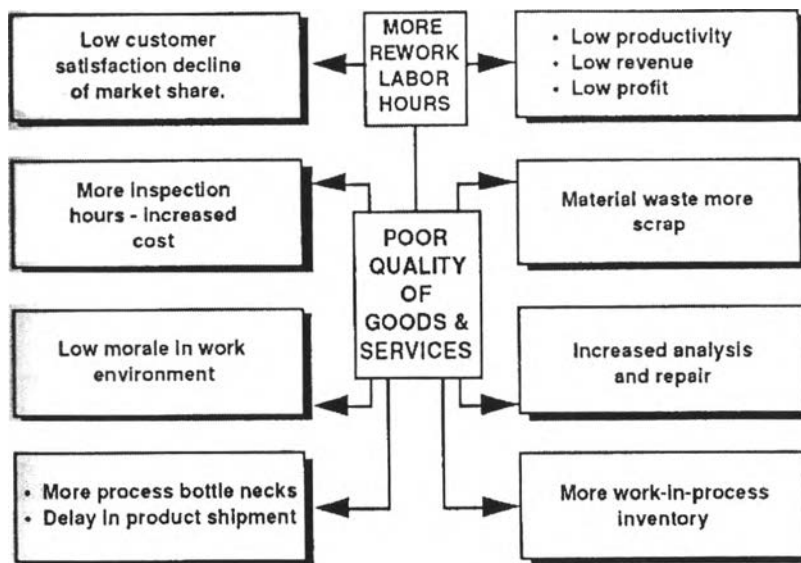 Low customer
satisfaction decline
of market share.
MORE
REWORK
LABOR
HOURS
• Low productivity
• Low revenue
• Low profit
More inspection
hours - increased
cost
POOR
QUALITY
OF
GOODS &
SERVICES
Material waste more
scrap
Low morale in work
environment
Increased analysis
and repair
• More process bottle necks
• Delay in product shipment
More work-in-process
inventory